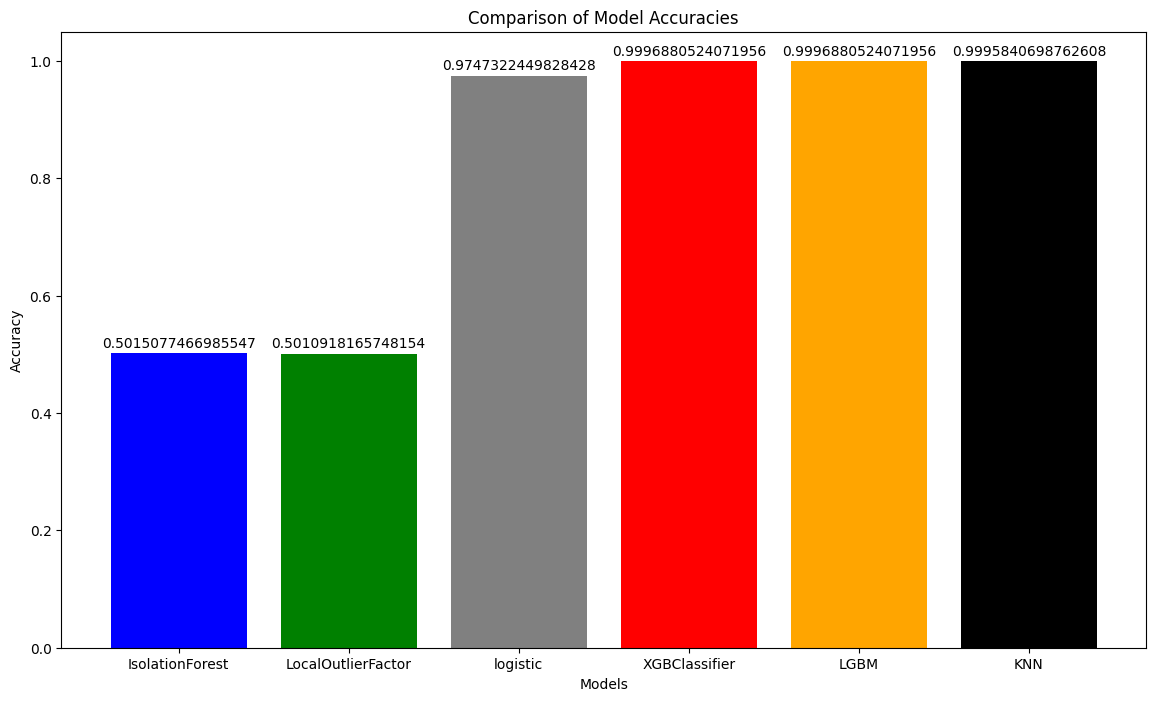 Comparison of Model Accuracies
1.0
0.8
0.6
0.4
0.2
0.0
Accuracy
0.5015077466985547
0.5010918165748154
0.9747322449828428
0.9996880524071956
0.9996880524071956
0.9995840698762608
IsolationForest
LocalOutlierFactor
logistic
XGBClassifier
LGBM
KNN
Models